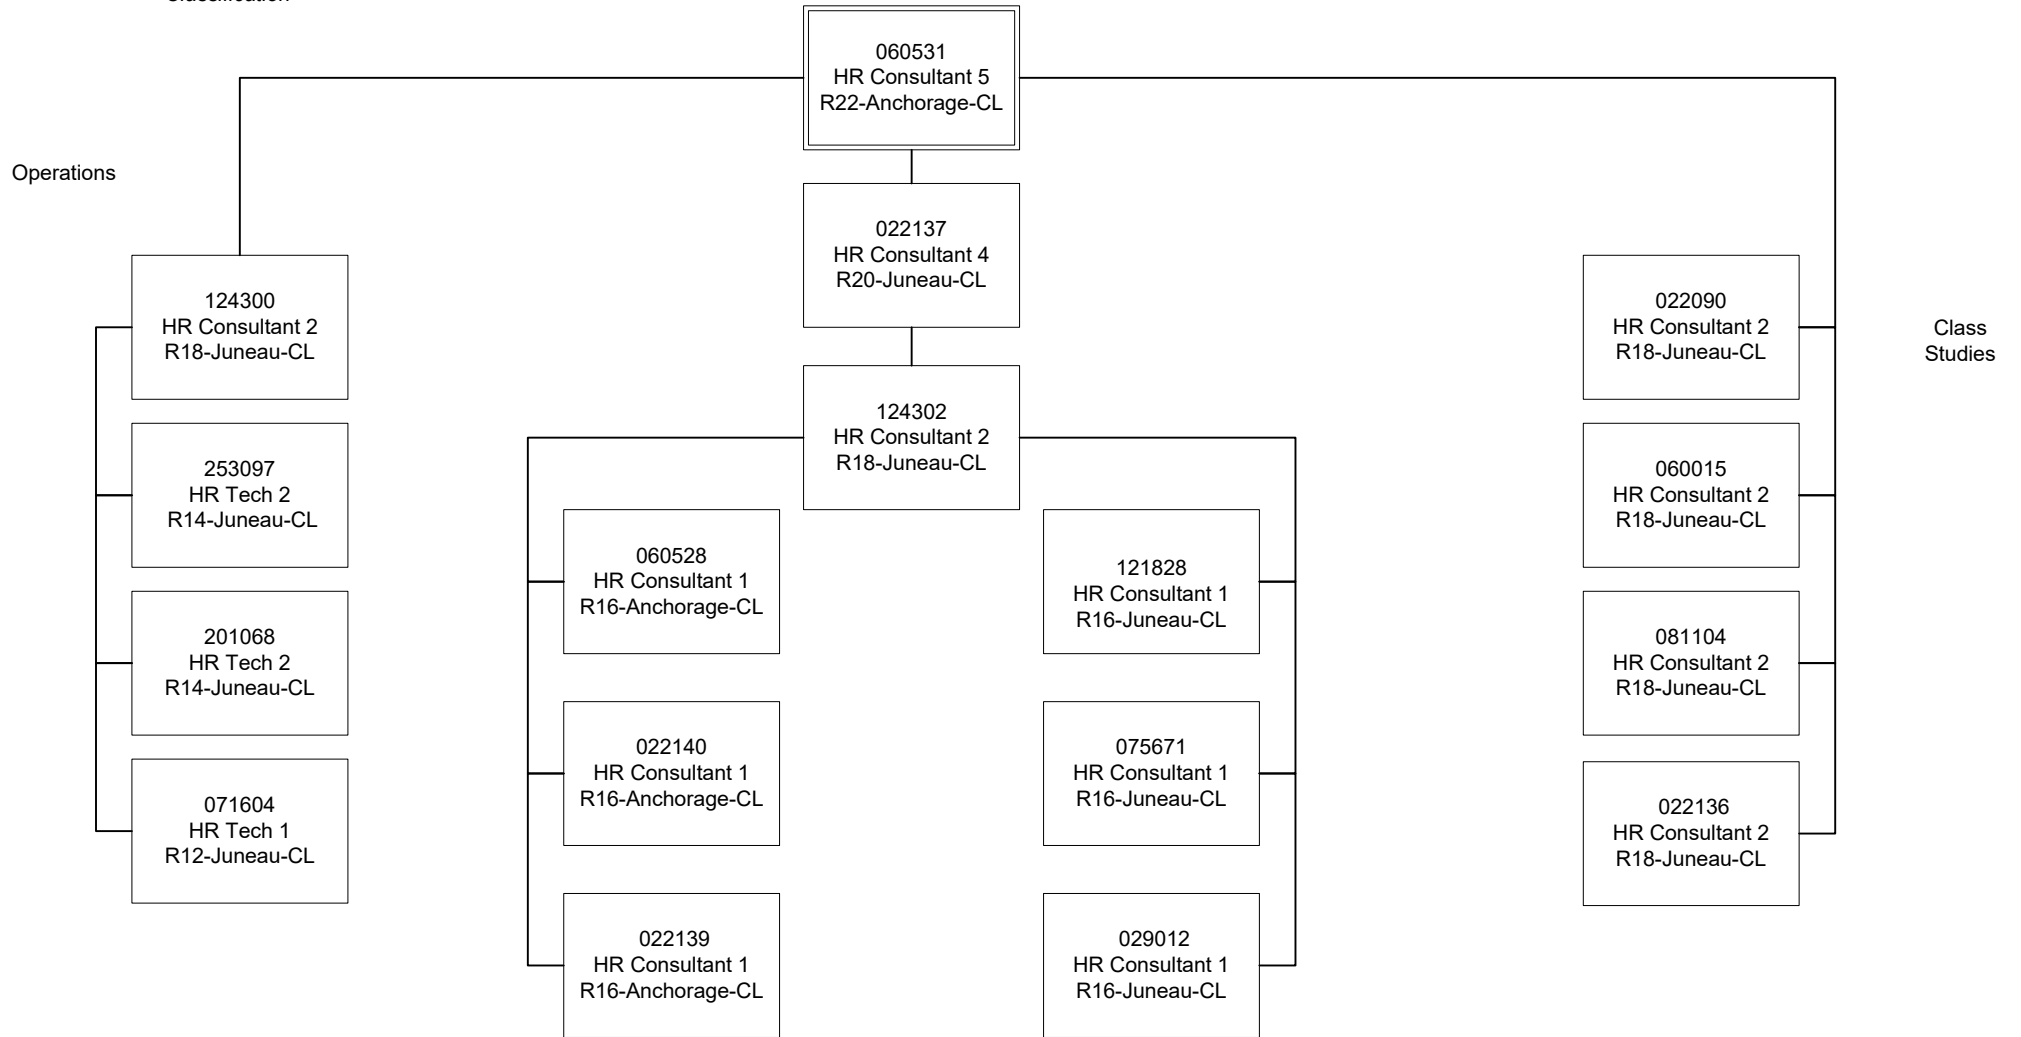 Classification
060531
HR Consultant 5
R22-Anchorage-CL
Operations
022137
HR Consultant 4
R20-Juneau-CL
124300
HR Consultant 2
R18-Juneau-CL
022090
HR Consultant 2
R18-Juneau-CL
Class
Studies
124302
HR Consultant 2
R18-Juneau-CL
253097
HR Tech 2
R14-Juneau-CL
060015
HR Consultant 2
R18-Juneau-CL
060528
HR Consultant 1
R16-Anchorage-CL
121828
HR Consultant 1
R16-Juneau-CL
201068
HR Tech 2
R14-Juneau-CL
081104
HR Consultant 2
R18-Juneau-CL
022140
HR Consultant 1
R16-Anchorage-CL
075671
HR Consultant 1
R16-Juneau-CL
071604
HR Tech 1
R12-Juneau-CL
022136
HR Consultant 2
R18-Juneau-CL
022139
HR Consultant 1
R16-Anchorage-CL
029012
HR Consultant 1
R16-Juneau-CL